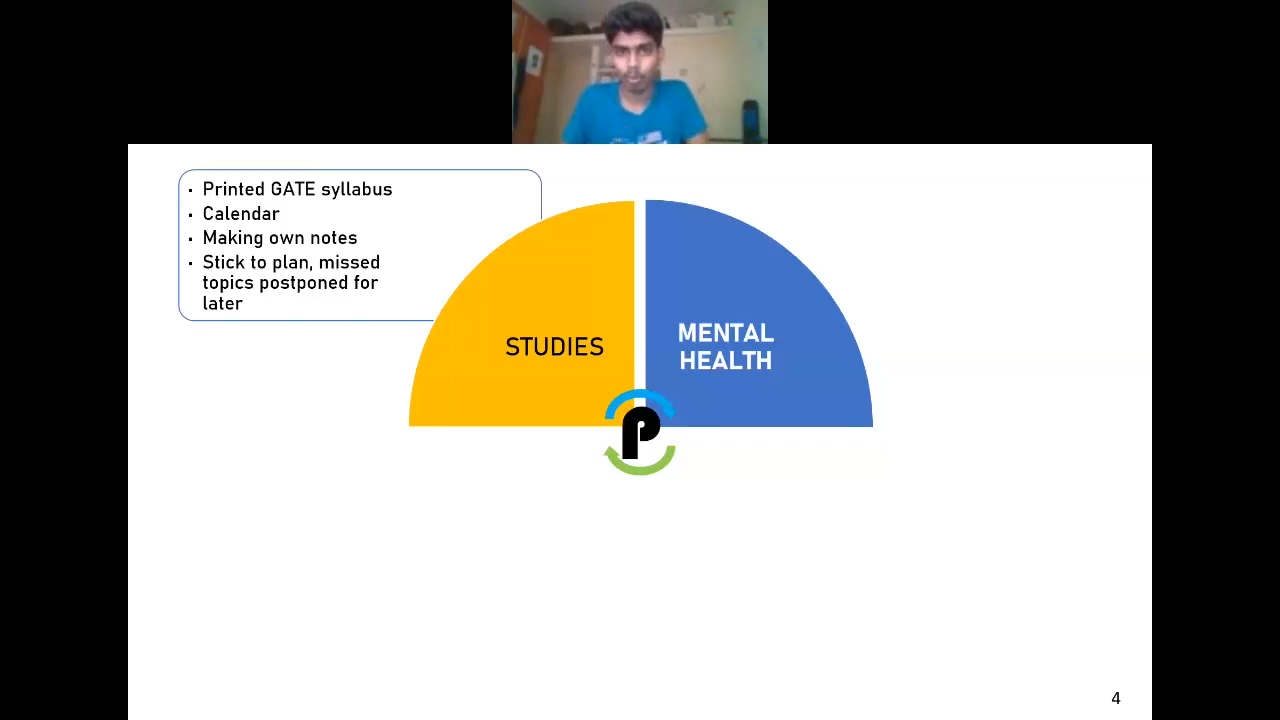 Printed GATE syllabus
Calendar
Making own notes
Stick to plan, missed
topics postponed for
later
STUDIES
MENTAL
HEALTH
P
4